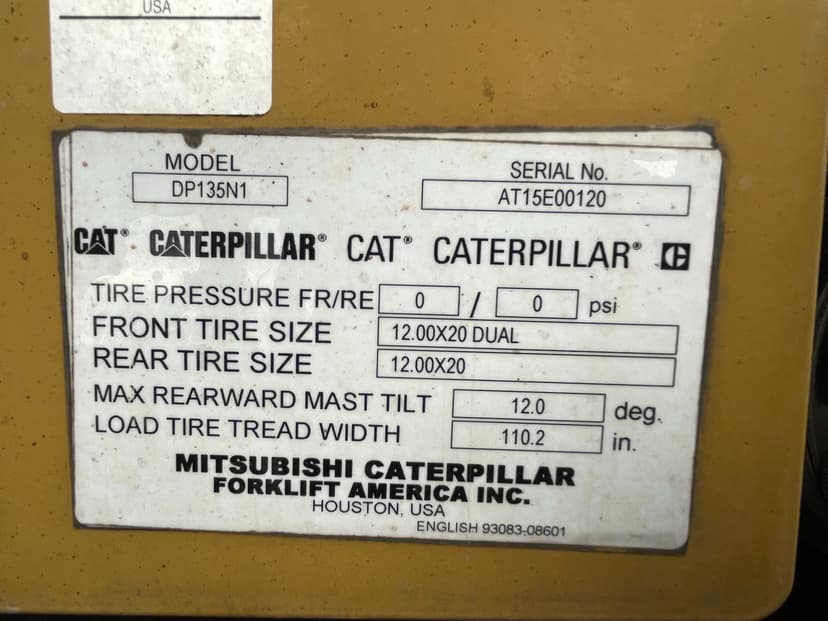 USA
MODEL
DP135N1
SERIAL No.
AT15E00120
CAT® CATERPILLAR® CAT® CATERPILLAR®
TIRE PRESSURE FR/RE 0 / 0 psi
FRONT TIRE SIZE 12.00X20 DUAL
REAR TIRE SIZE 12.00X20
MAX REARWARD MAST TILT 12.0 deg.
LOAD TIRE TREAD WIDTH 110.2 in.
MITSUBISHI CATERPILLAR
FORKLIFT AMERICA INC.
HOUSTON, USA
ENGLISH 93083-08601